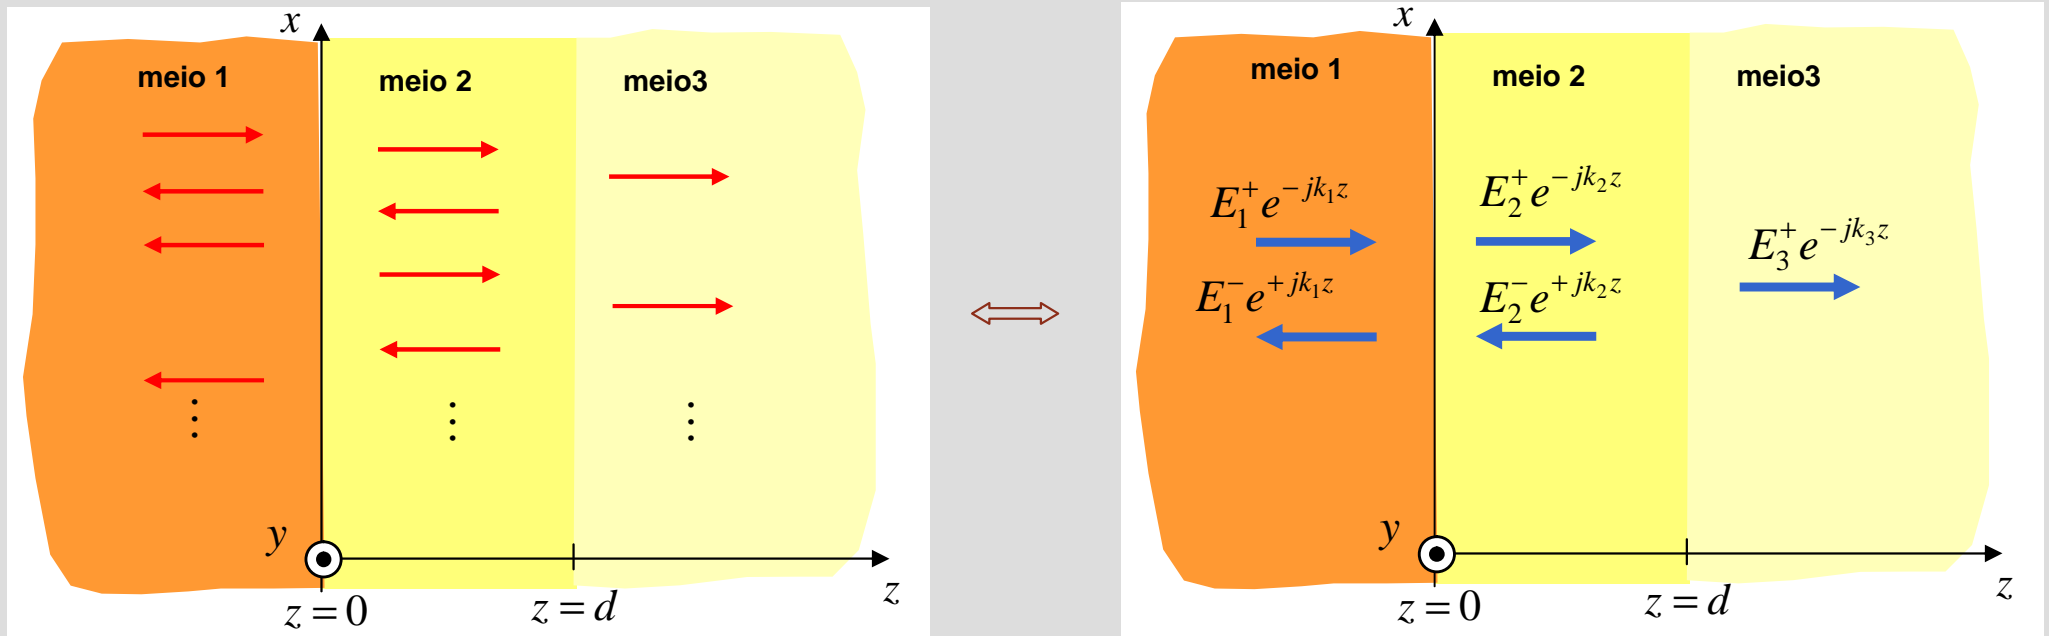 x
meio 1 meio 2 meio3
y
z
z = 0 z = d
x
meio 1 meio 2 meio3
E₁⁺e^{−jk₁z} E₂⁺e^{−jk₂z} E₃⁺e^{−jk₃z}
E₁⁻e^{+jk₁z} E₂⁻e^{+jk₂z}
y
z
z = 0 z = d